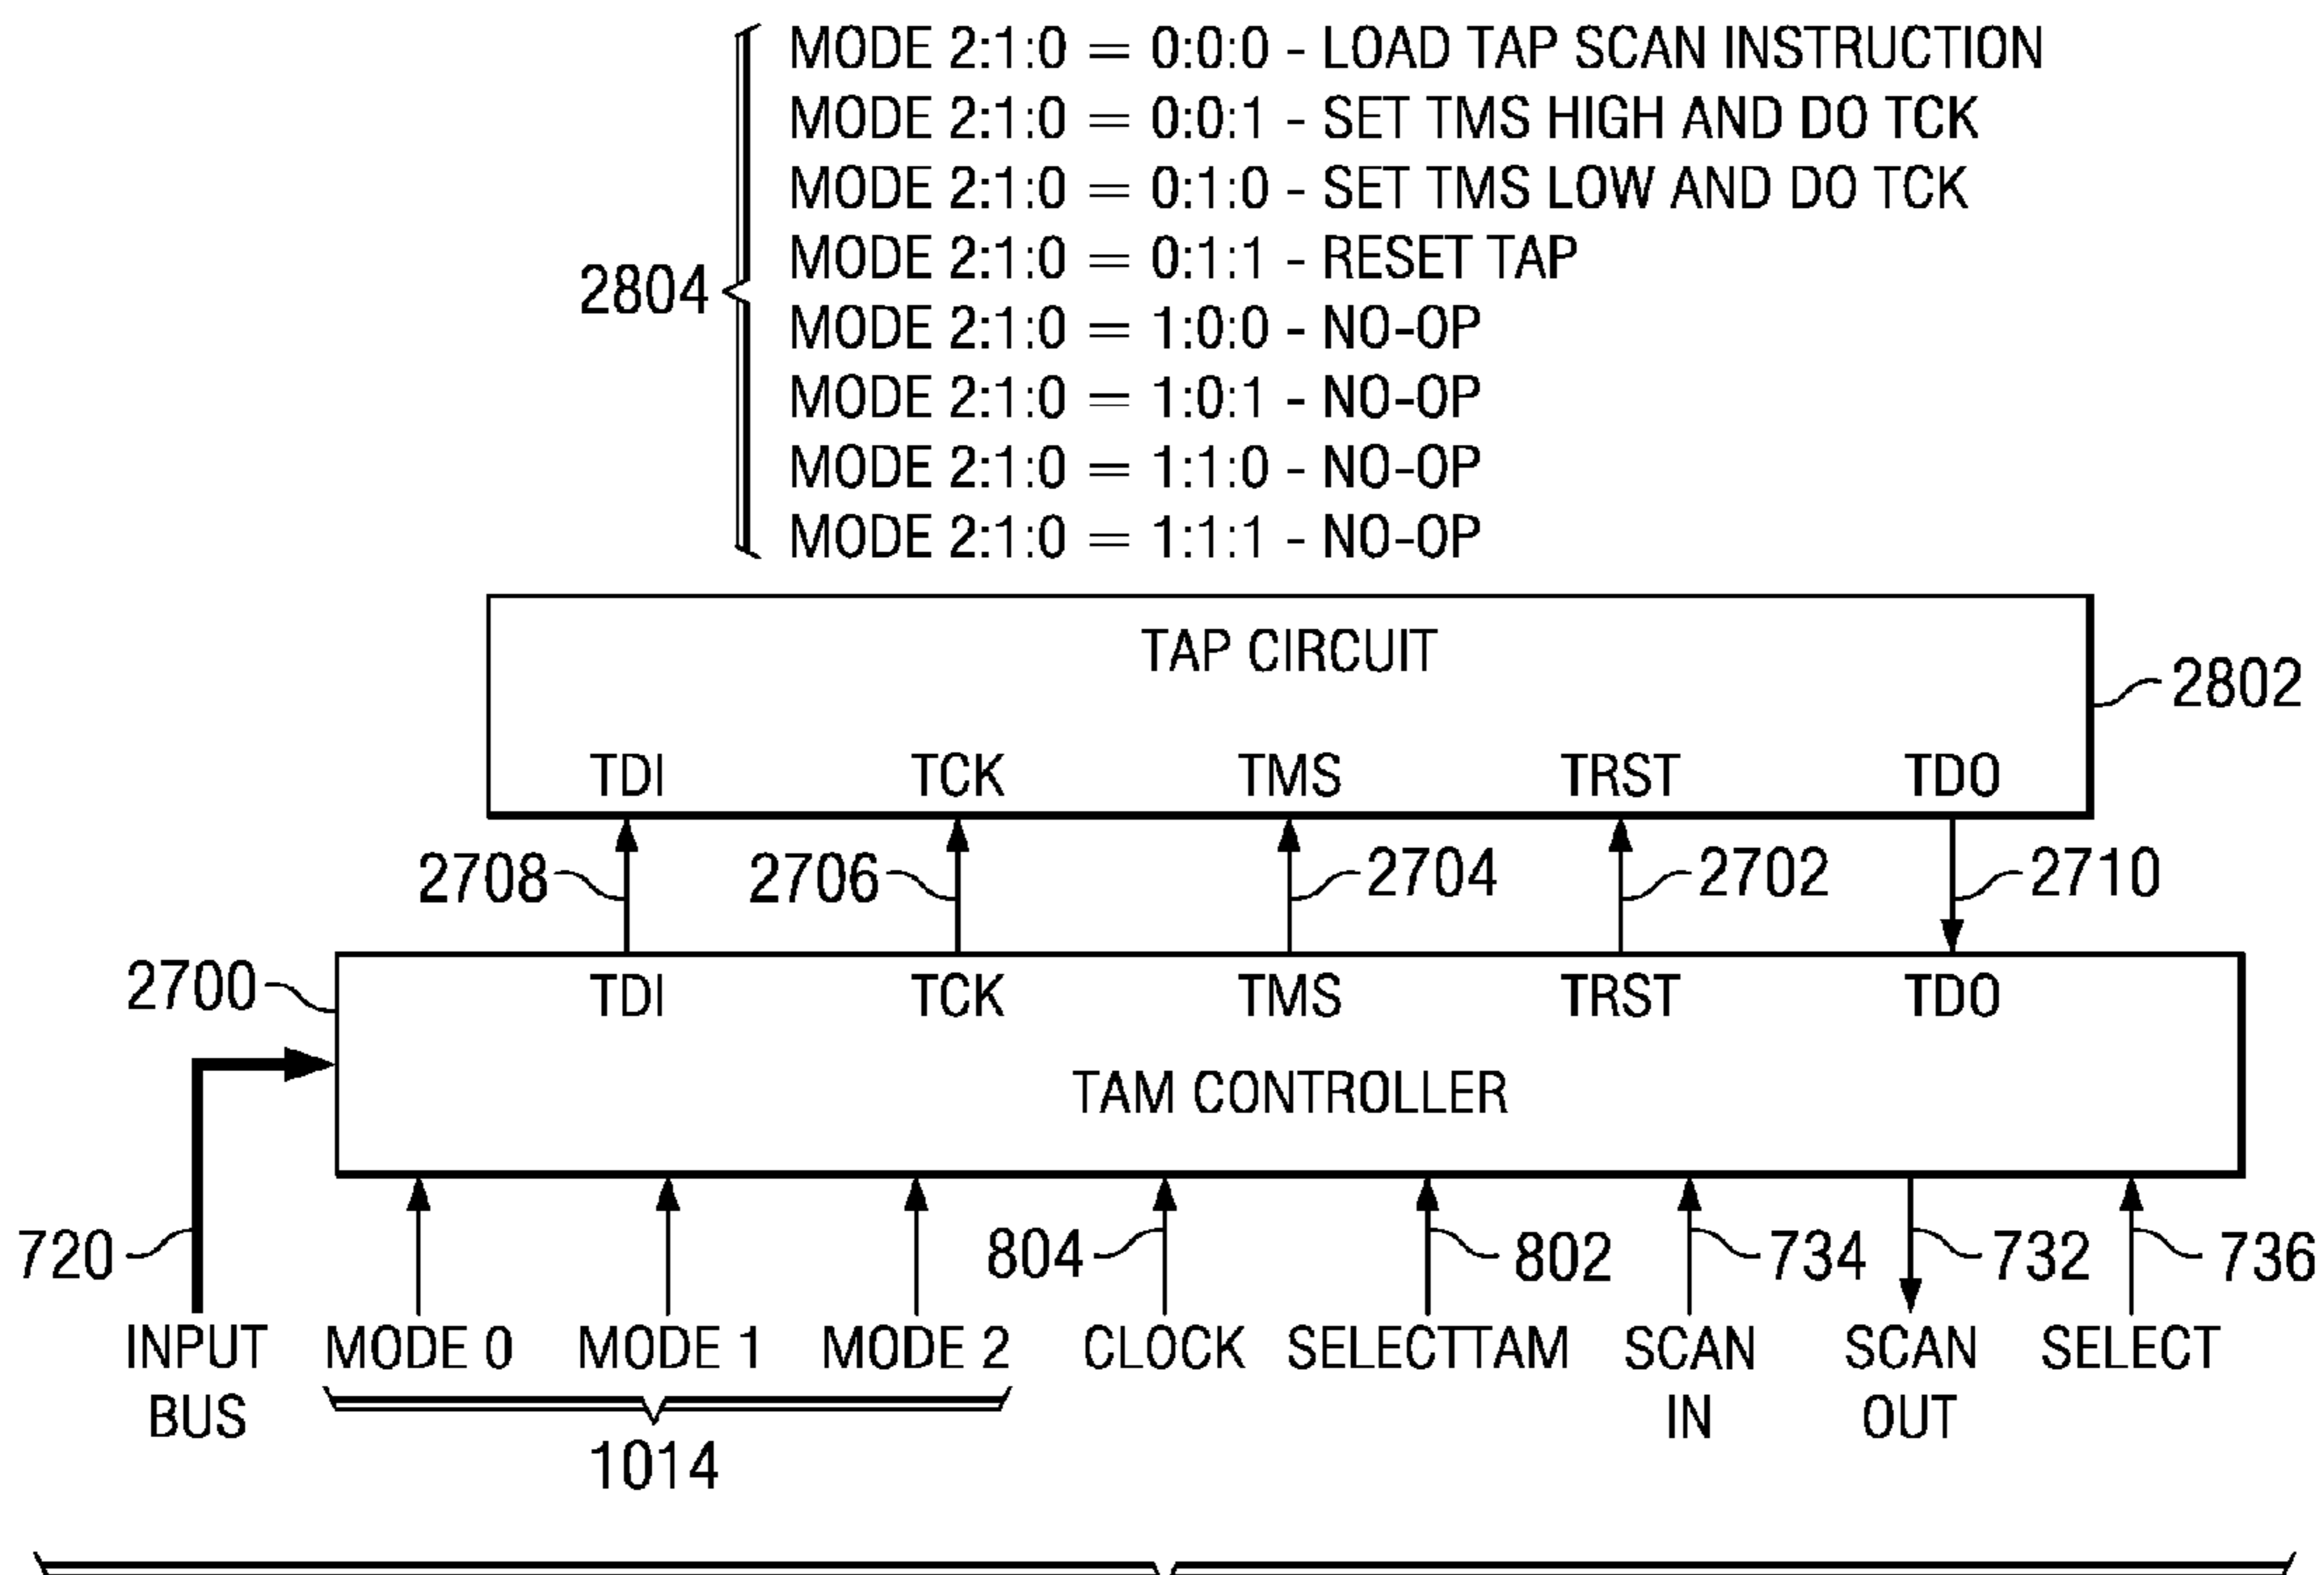 MODE 2:1:0 = 0:0:0 - LOAD TAP SCAN INSTRUCTION
MODE 2:1:0 = 0:0:1 - SET TMS HIGH AND DO TCK
MODE 2:1:0 = 0:1:0 - SET TMS LOW AND DO TCK
MODE 2:1:0 = 0:1:1 - RESET TAP
2804
MODE 2:1:0 = 1:0:0 - NO-OP
MODE 2:1:0 = 1:0:1 - NO-OP
MODE 2:1:0 = 1:1:0 - NO-OP
MODE 2:1:0 = 1:1:1 - NO-OP
TAP CIRCUIT
2802
TDI TCK TMS TRST TDO
2708 2706 2704 2702 2710
2700
TDI TCK TMS TRST TDO
TAM CONTROLLER
720 804 802 734 732 736
INPUT BUS
MODE 0 MODE 1 MODE 2 CLOCK SELECTTAM
SCAN IN
SCAN OUT
SELECT
1014